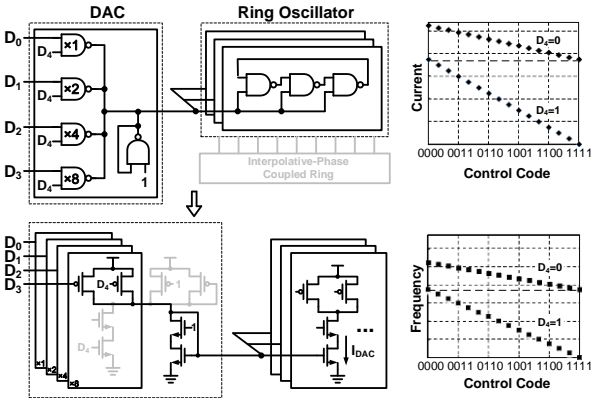 DAC
Ring Oscillator
D0
D4
×1
D1
D4
×2
D2
D4
×4
D3
D4
×8
1
Interpolative-Phase
Coupled Ring
Current
D4=0
D4=1
0000 0011 0110 1001 1100 1111
Control Code
D0
D1
D2
D3
D4
1
D4
1
×1
×2
×4
×8
IDAC
...
Frequency
D4=0
D4=1
0000 0011 0110 1001 1100 1111
Control Code